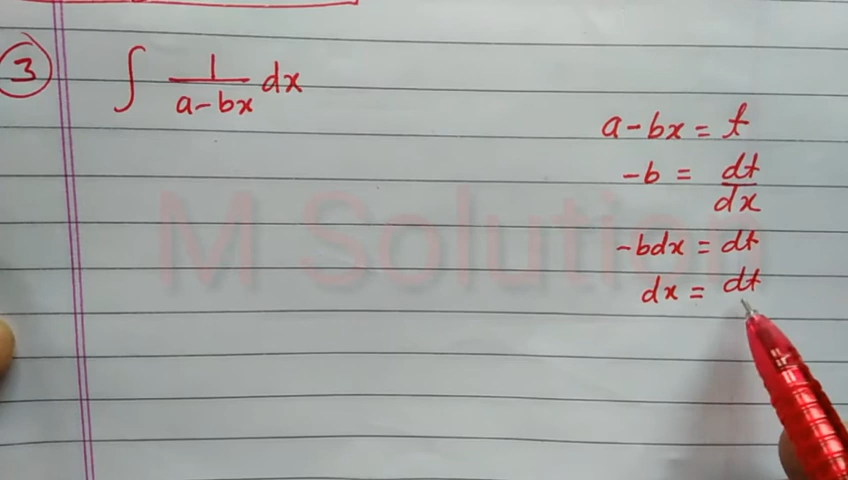 3 ∫ 1/(a-bx) dx
a-bx = t
-b = dt/dx
-bdx = dt
dx = dt
M Solution